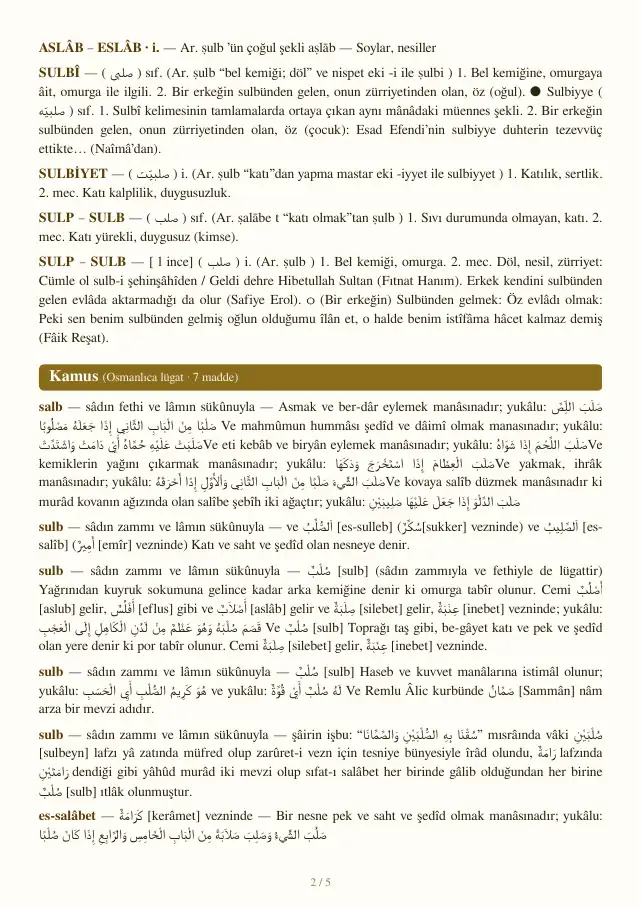 ASLÂB – ESLÂB · i. — Ar. ṣulb 'ün çoğul şekli aṣlāb — Soylar, nesiller
SULBÎ — ( صلبى ) sıf. (Ar. ṣulb “bel kemiği; döl” ve nispet eki -і ile ṣulbі ) 1. Bel kemiğine, omurgaya
âit, omurga ile ilgili. 2. Bir erkeğin sulbünden gelen, onun zürriyetinden olan, öz (oğul). ● Sulbiyye (
صلبيّه ) sıf. 1. Sulbî kelimesinin tamlamalarda ortaya çıkan aynı mânâdaki müennes şekli. 2. Bir erkeğin
sulbünden gelen, onun zürriyetinden olan, öz (çocuk): Esad Efendi’nin sulbiyye duhterin tezevvüç
ettikte… (Naîmâ’dan).
SULBİYET — ( صلبيّت ) i. (Ar. ṣulb “katı”dan yapma mastar eki -iyyet ile sulbiyyet ) 1. Katılık, sertlik.
2. mec. Katı kalplilik, duygusuzluk.
SULP – SULB — ( صلب ) sıf. (Ar. ṣalābe t “katı olmak”tan ṣulb ) 1. Sıvı durumunda olmayan, katı. 2.
mec. Katı yürekli, duygusuz (kimse).
SULP – SULB — [ l ince] ( صلب ) i. (Ar. ṣulb ) 1. Bel kemiği, omurga. 2. mec. Döl, nesil, zürriyet:
Cümle ol sulb-i şehinşâhîden / Geldi dehre Hibetullah Sultan (Fıtnat Hanım). Erkek kendini sulbünden
gelen evlâda aktarmadığı da olur (Safiye Erol). ○ (Bir erkeğin) Sulbünden gelmek: Öz evlâdı olmak:
Peki sen benim sulbünden gelmiş oğlun olduğumu îlân et, o halde benim istîfâma hâcet kalmaz demiş
(Fâik Reşat).
Kamus (Osmanlıca lügat · 7 madde)
salb — sâdın fethi ve lâmın sükûnuyla — Asmak ve ber-dâr eylemek manâsınadır; yukâlu: صَلَبَ اللِّصَّ
صَلْبًا مِنَ الْبَابِ الثَّانِي إِذَا جَعَلَهُ مَصْلُوبًا Ve mahmûmun humması şedîd ve dâimî olmak manasınadır; yukâlu:
صَلَبَتْ عَلَيْهِ حُمَّاهُ أَيْ دَامَتْ وَاشْتَدَّتْVe eti kebâb ve biryân eylemek manâsınadır; yukâlu: صَلَبَ اللَّحْمَ إِذَا شَوَاهُVe
kemiklerin yağını çıkarmak manâsınadır; yukâlu: صَلَبَ الْعِظَامَ إِذَا اسْتَخْرَجَ وَدَكَهَاVe yakmak, ihrâk
manâsınadır; yukâlu: صَلَبَ الشَّيْءَ صَلْبًا مِنَ الْبَابِ الثَّانِي وَالْأَوَّلِ إِذَا أَحْرَقَهُVe kovaya salîb düzmek manâsınadır ki
murâd kovanın ağızında olan salîbe şebîh iki ağaçtır; yukâlu: صَلَبَ الدَّلْوَ إِذَا جَعَلَ عَلَيْهَا صَلِيبَيْنِ
sulb — sâdın zammı ve lâmın sükûnuyla — ve اَلصُّلَّبُ [es-sulleb] (سُكَّرٌ[sukker] vezninde) ve اَلصَّلِيبُ [es-
salîb] (أَمِيرٌ [emîr] vezninde) Katı ve saht ve şedîd olan nesneye denir.
sulb — sâdın zammı ve lâmın sükûnuyla — صُلْبٌ [sulb] (sâdın zammıyla ve fethiyle de lügattir)
Yağrınıdan kuyruk sokumuna gelince kadar arka kemiğine denir ki omurga tabîr olunur. Cemi أَصْلُبٌ
[aslub] gelir, أَفْلُسٌ [eflus] gibi ve أَصْلَابٌ [aslâb] gelir ve صِلَبَةٌ [silebet] gelir, عِنَبَةٌ [inebet] vezninde; yukâlu:
قَصَمَ صُلْبَهُ وَهُوَ عَظْمٌ مِنْ لَدُنِ الْكَاهِلِ إِلَى الْعَجْبِ Ve صُلْبٌ [sulb] Toprağı taş gibi, be-gâyet katı ve pek ve şedîd
olan yere denir ki por tabîr olunur. Cemi صِلَبَةٌ [silebet] gelir, عِنَبَةٌ [inebet] vezninde.
sulb — sâdın zammı ve lâmın sükûnuyla — صُلْبٌ [sulb] Haseb ve kuvvet manâlarına istimâl olunur;
yukâlu: هُوَ كَرِيمُ الصُّلْبِ أَيِ الْحَسَبِ ve yukâlu: لَهُ صُلْبٌ أَيْ قُوَّةٌ Ve Remlu Âlic kurbünde صَمَّانُ [Sammân] nâm
arza bir mevzi adıdır.
sulb — sâdın zammı ve lâmın sükûnuyla — şâirin işbu: “سُقْنَا بِهِ الصُّلْبَيْنِ وَالصَّمَّانَا” mısraında vâki صُلْبَيْنِ
[sulbeyn] lafzı yâ zatında müfred olup zarûret-i vezn için tesniye bünyesiyle îrâd olundu, رَامَةٌ lafzında
رَامَتَيْنِ dendiği gibi yâhûd murâd iki mevzi olup sıfat-ı salâbet her birinde gâlib olduğundan her birine
صُلْبٌ [sulb] ıtlâk olunmuştur.
es-salâbet — كَرَامَةٌ [kerâmet] vezninde — Bir nesne pek ve saht ve şedîd olmak manâsınadır; yukâlu:
صَلُبَ الشَّيْءُ وَصَلِبَ صَلَابَةً مِنَ الْبَابِ الْخَامِسِ وَالرَّابِعِ إِذَا كَانَ صُلْبًا
2 / 5